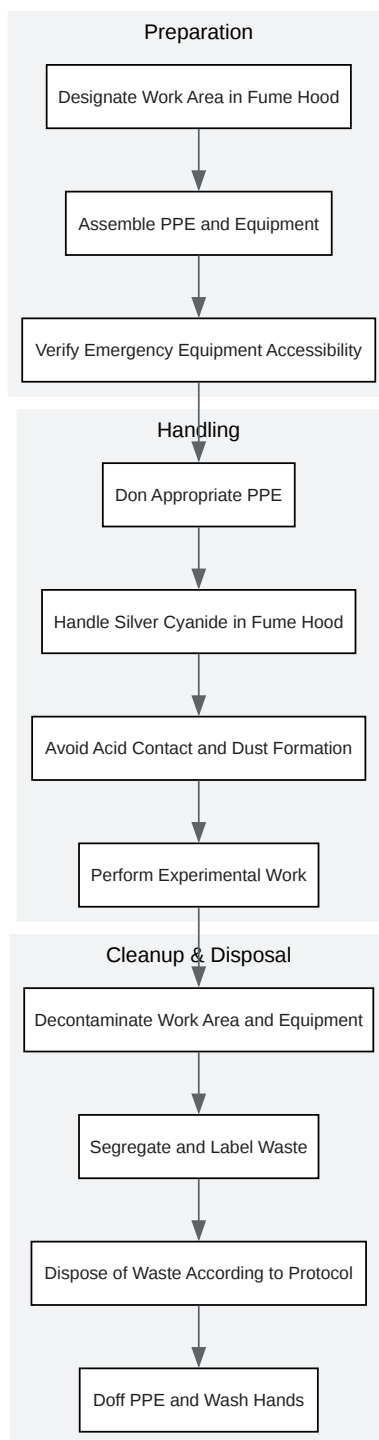 Preparation
Designate Work Area in Fume Hood
Assemble PPE and Equipment
Verify Emergency Equipment Accessibility
Handling
Don Appropriate PPE
Handle Silver Cyanide in Fume Hood
Avoid Acid Contact and Dust Formation
Perform Experimental Work
Cleanup & Disposal
Decontaminate Work Area and Equipment
Segregate and Label Waste
Dispose of Waste According to Protocol
Doff PPE and Wash Hands